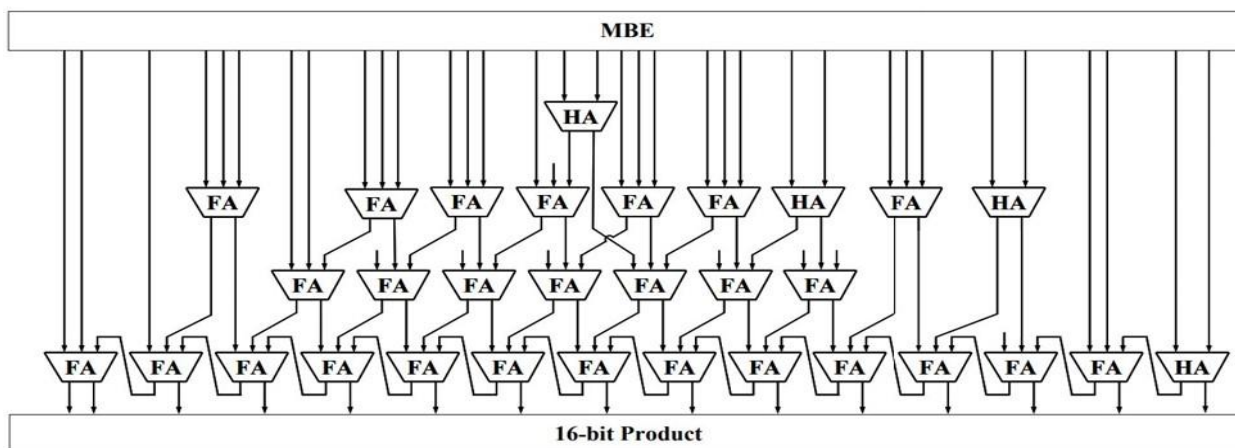 MBE
HA
FA FA FA FA FA FA HA FA HA
FA FA FA FA FA FA FA
FA FA FA FA FA FA FA FA FA FA FA FA FA HA
16-bit Product